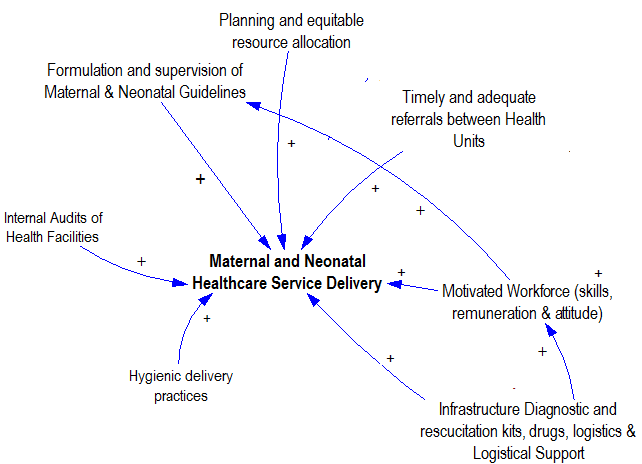 Planning and equitable
resource allocation
Formulation and supervision of
Maternal & Neonatal Guidelines
Timely and adequate
referrals between Health
Units
+
+
+
+
Internal Audits of
Health Facilities
+
Maternal and Neonatal
Healthcare Service Delivery
+
+
Motivated Workforce (skills,
remuneration & attitude)
+
+
+
Hygienic delivery
practices
Infrastructure Diagnostic and
rescucitation kits, drugs, logistics &
Logistical Support